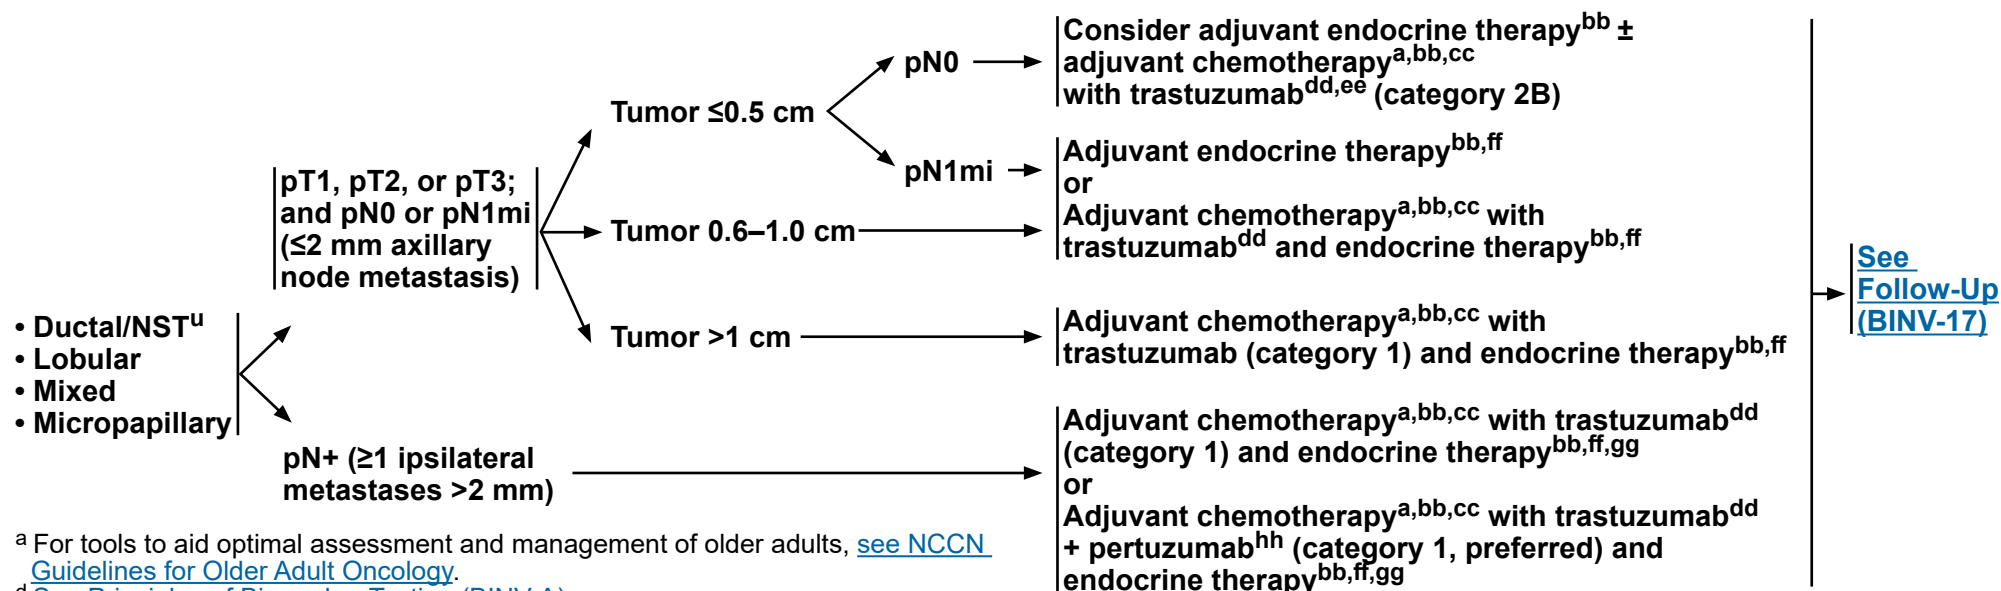 • Ductal/NSTu
• Lobular
• Mixed
• Micropapillary
pT1, pT2, or pT3;
and pN0 or pN1mi
(≤2 mm axillary
node metastasis)
pN+ (≥1 ipsilateral
metastases >2 mm)
Tumor ≤0.5 cm
Tumor 0.6–1.0 cm
Tumor >1 cm
pN0
pN1mi
Consider adjuvant endocrine therapybb ±
adjuvant chemotherapya,bb,cc
with trastuzumabdd,ee (category 2B)
Adjuvant endocrine therapybb,ff
or
Adjuvant chemotherapya,bb,cc with
trastuzumabdd and endocrine therapybb,ff
Adjuvant chemotherapya,bb,cc with
trastuzumab (category 1) and endocrine therapybb,ff
Adjuvant chemotherapya,bb,cc with trastuzumabdd
(category 1) and endocrine therapybb,ff,gg
or
Adjuvant chemotherapya,bb,cc with trastuzumabdd
+ pertuzumabhh (category 1, preferred) and
endocrine therapybb,ff,gg
See
Follow-Up
(BINV-17)
a For tools to aid optimal assessment and management of older adults, see NCCN
Guidelines for Older Adult Oncology.
d See Principles of Biomarker Testing (BINV-A)